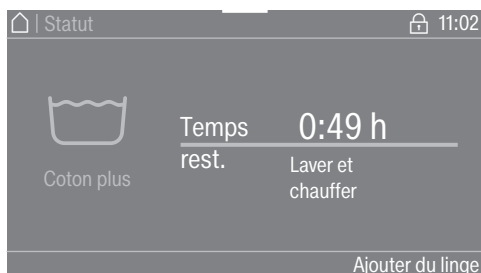 | Statut
11:02
Temps rest.
0:49 h
Laver et
chauffer
Coton plus
Ajouter du linge